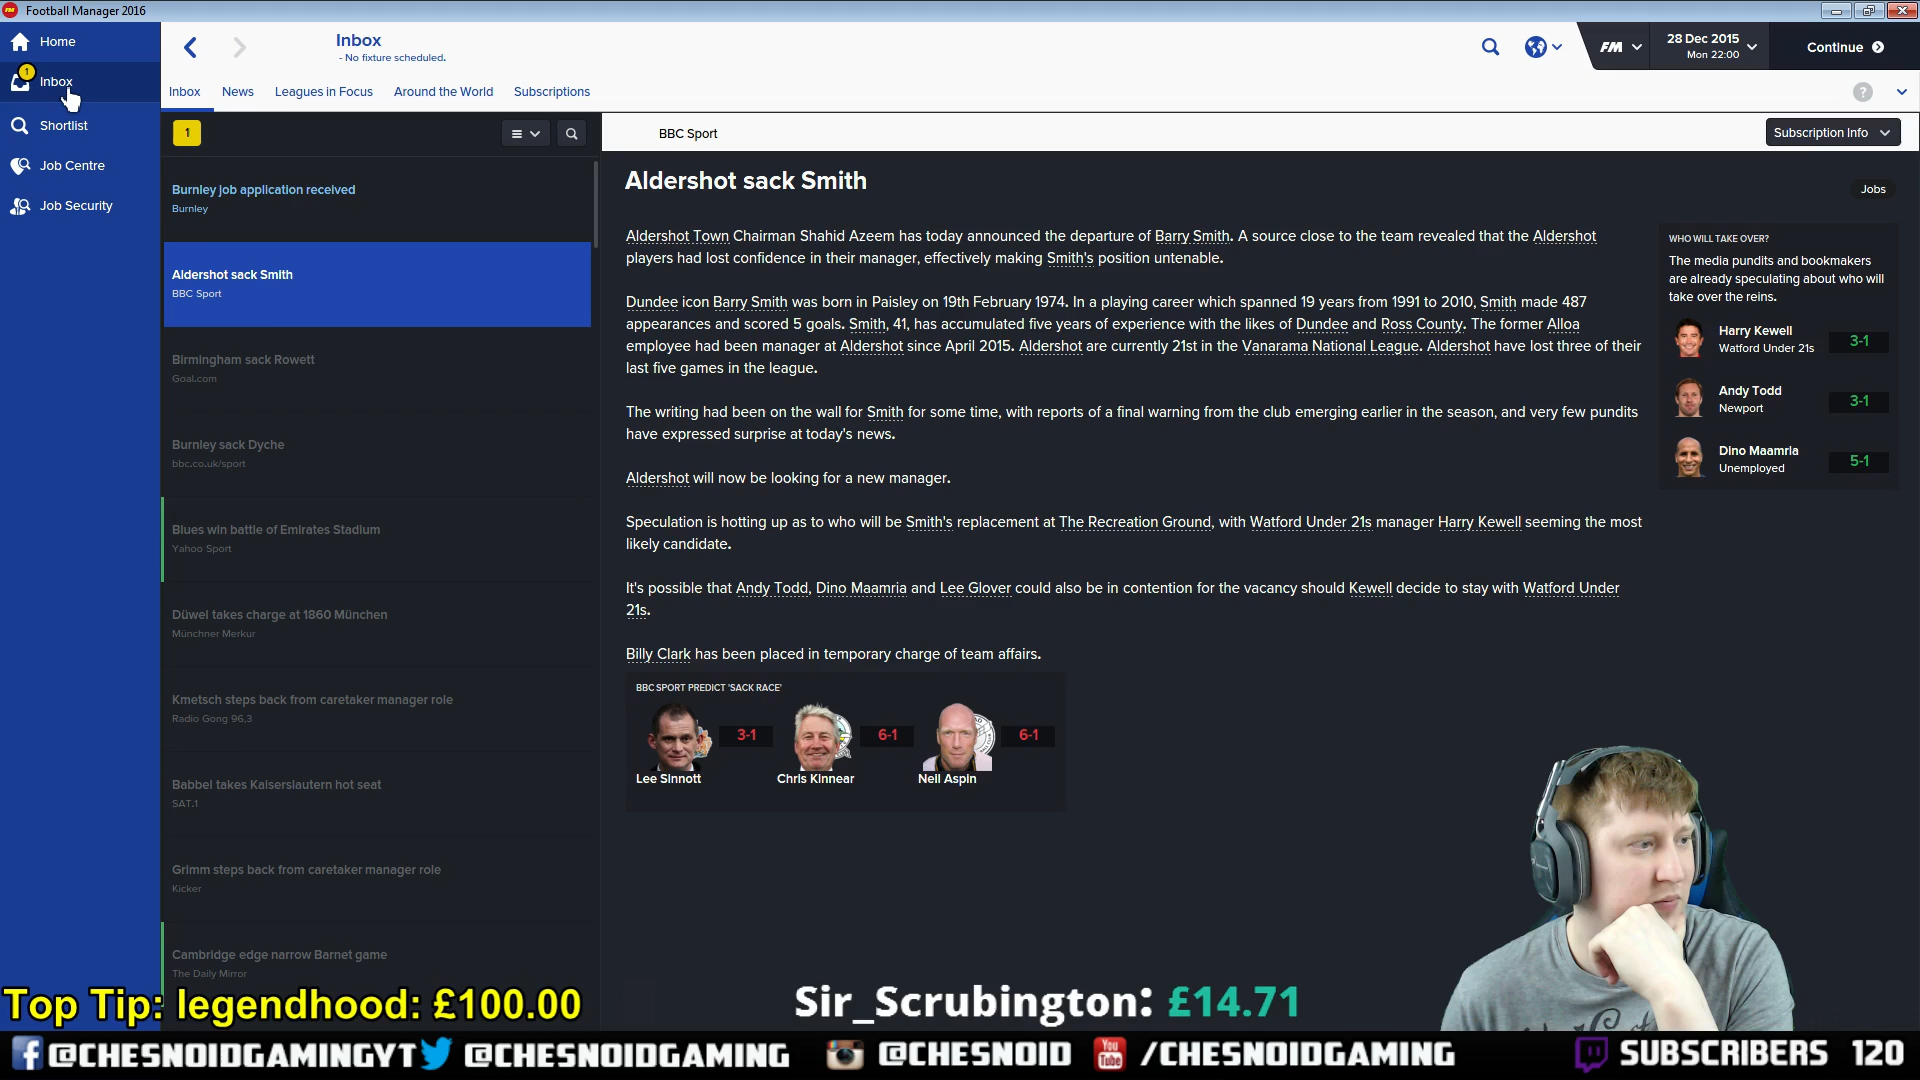 Football Manager 2016
Home
Inbox
- No fixture scheduled.
FM
28 Dec 2015
Mon 22:00
Continue
1
Inbox
Inbox
News
Leagues in Focus
Around the World
Subscriptions
?
Shortlist
Job Centre
Job Security
1
BBC Sport
Subscription Info
Burnley job application received
Burnley
Aldershot sack Smith
BBC Sport
Birmingham sack Rowett
Goal.com
Burnley sack Dyche
bbc.co.uk/sport
Blues win battle of Emirates Stadium
Yahoo Sport
Düwel takes charge at 1860 München
Münchner Merkur
Kmetsch steps back from caretaker manager role
Radio Gong 96,3
Babbel takes Kaiserslautern hot seat
SAT.1
Grimm steps back from caretaker manager role
Kicker
Cambridge edge narrow Barnet game
The Daily Mirror
Aldershot sack Smith
Jobs
Aldershot Town Chairman Shahid Azeem has today announced the departure of Barry Smith. A source close to the team revealed that the Aldershot
players had lost confidence in their manager, effectively making Smith's position untenable.
Dundee icon Barry Smith was born in Paisley on 19th February 1974. In a playing career which spanned 19 years from 1991 to 2010, Smith made 487
appearances and scored 5 goals. Smith, 41, has accumulated five years of experience with the likes of Dundee and Ross County. The former Alloa
employee had been manager at Aldershot since April 2015. Aldershot are currently 21st in the Vanarama National League. Aldershot have lost three of their
last five games in the league.
The writing had been on the wall for Smith for some time, with reports of a final warning from the club emerging earlier in the season, and very few pundits
have expressed surprise at today's news.
Aldershot will now be looking for a new manager.
Speculation is hotting up as to who will be Smith's replacement at The Recreation Ground, with Watford Under 21s manager Harry Kewell seeming the most
likely candidate.
It's possible that Andy Todd, Dino Maamria and Lee Glover could also be in contention for the vacancy should Kewell decide to stay with Watford Under
21s.
Billy Clark has been placed in temporary charge of team affairs.
BBC SPORT PREDICT 'SACK RACE'
3-1
6-1
6-1
Lee Sinnott
Chris Kinnear
Neil Aspin
WHO WILL TAKE OVER?
The media pundits and bookmakers
are already speculating about who will
take over the reins.
Harry Kewell
Watford Under 21s
3-1
Andy Todd
Newport
3-1
Dino Maamria
Unemployed
5-1
Top Tip: legendhood: £100.00
Sir_Scrubington: £14.71
@CHESNOIDGAMINGYT
@CHESNOIDGAMING
@CHESNOID
You
Tube
/CHESNOIDGAMING
SUBSCRIBERS 120